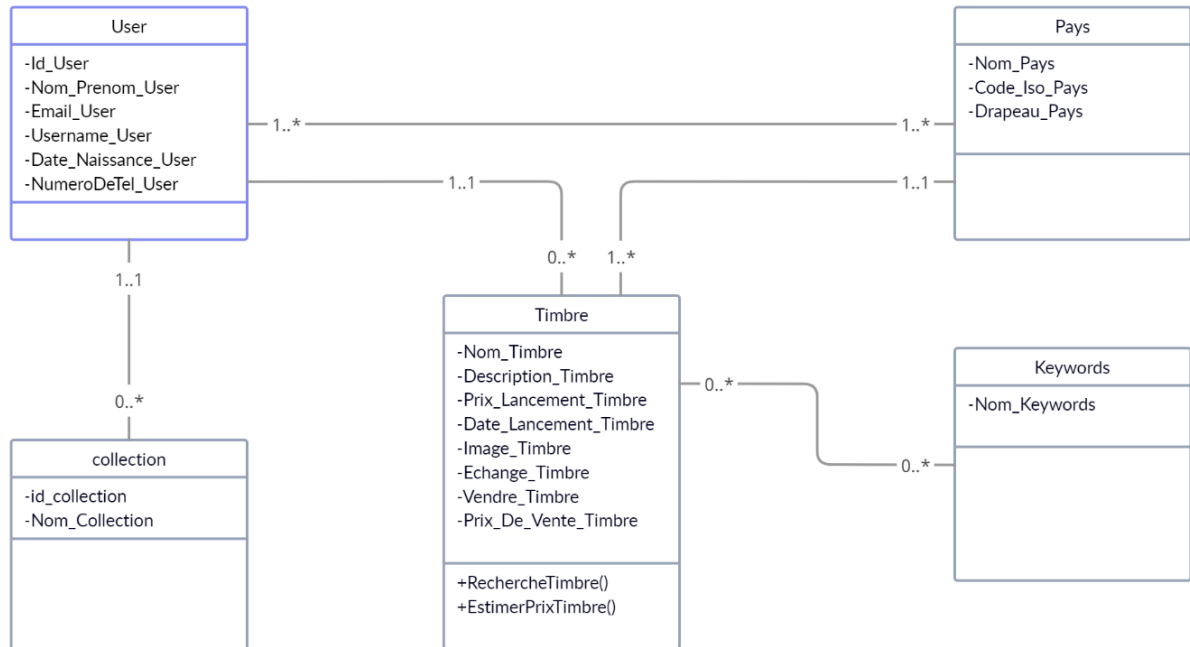 User
-Id_User
-Nom_Prenom_User
-Email_User
-Username_User
-Date_Naissance_User
-NumeroDeTel_User
Pays
-Nom_Pays
-Code_Iso_Pays
-Drapeau_Pays
1..*
1..*
1..1
1..1
0..*
1..*
1..1
0..*
collection
-id_collection
-Nom_Collection
Timbre
-Nom_Timbre
-Description_Timbre
-Prix_Lancement_Timbre
-Date_Lancement_Timbre
-Image_Timbre
-Echange_Timbre
-Vendre_Timbre
-Prix_De_Vente_Timbre
+RechercheTimbre()
+EstimerPrixTimbre()
0..*
0..*
Keywords
-Nom_Keywords